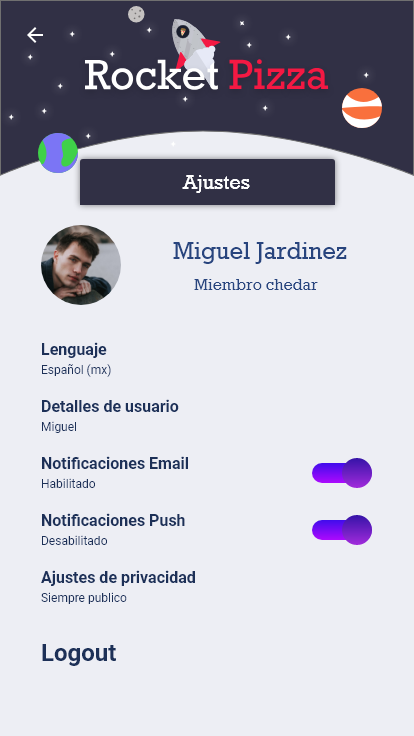 Rocket Pizza
Ajustes
Miguel Jardinez
Miembro chedar
Lenguaje
Español (mx)
Detalles de usuario
Miguel
Notificaciones Email
Habilitado
Notificaciones Push
Desabilitado
Ajustes de privacidad
Siempre publico
Logout